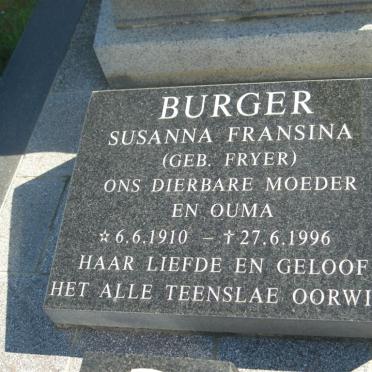 BURGER
SUSANNA FRANSINA
(GEB. FRYER)
ONS DIERBARE MOEDER
EN OUMA
☆ 6.6.1910 – † 27.6.1996
HAAR LIEFDE EN GELOOF
HET ALLE TEENSLAE